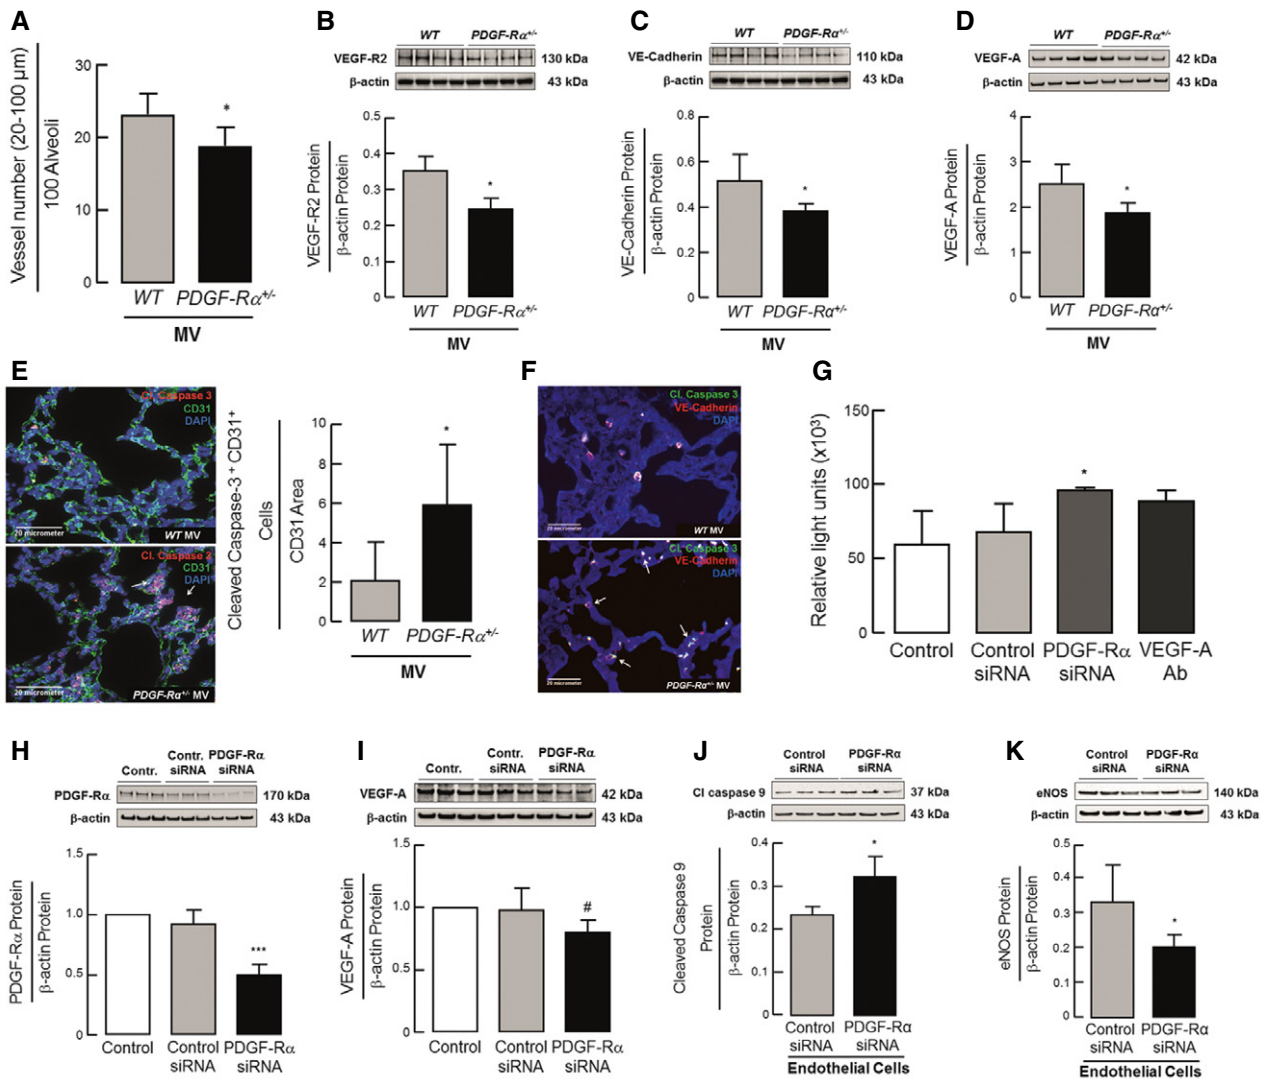 A
Vessel number (20-100 µm)
100 Alveoli
30
20
10
0
*
WT PDGF-Rα+/-
MV
B
WT PDGF-Rα+/-
VEGF-R2 130 kDa
β-actin 43 kDa
VEGF-R2 Protein
β-actin Protein
0.5
0.4
0.3
0.2
0.1
0
*
WT PDGF-Rα+/-
MV
C
WT PDGF-Rα+/-
VE-Cadherin 110 kDa
β-actin 43 kDa
VE-Cadherin Protein
β-actin Protein
0.8
0.6
0.4
0.2
0
*
WT PDGF-Rα+/-
MV
D
WT PDGF-Rα+/-
VEGF-A 42 kDa
β-actin 43 kDa
VEGF-A Protein
β-actin Protein
4
3
2
1
0
*
WT PDGF-Rα+/-
MV
E
Cl. Caspase 3
CD31
DAPI
20 micrometer
WT MV
Cl. Caspase 3
CD31
DAPI
20 micrometer
PDGF-Rα+/- MV
Cleaved Caspase-3+ CD31+
Cells
CD31 Area
10
8
6
4
2
0
*
WT PDGF-Rα+/-
MV
F
Cl. Caspase 3
VE-Cadherin
DAPI
20 micrometer
WT MV
Cl. Caspase 3
VE-Cadherin
DAPI
20 micrometer
PDGF-Rα+/- MV
G
Relative light units (x10³)
150
100
50
0
*
Control Control PDGF-Rα VEGF-A
siRNA siRNA Ab
H
Contr. PDGF-Rα
Contr. siRNA siRNA
PDGF-Rα 170 kDa
β-actin 43 kDa
PDGF-Rα Protein
β-actin Protein
1.5
1.0
0.5
0
***
Control Control PDGF-Rα
siRNA siRNA
I
Contr. PDGF-Rα
Contr. siRNA siRNA
VEGF-A 42 kDa
β-actin 43 kDa
VEGF-A Protein
β-actin Protein
1.5
1.0
0.5
0
#
Control Control PDGF-Rα
siRNA siRNA
J
Control PDGF-Rα
siRNA siRNA
Cl caspase 9 37 kDa
β-actin 43 kDa
Cleaved Caspase 9
Protein
β-actin Protein
0.4
0.3
0.2
0.1
0
*
Control PDGF-Rα
siRNA siRNA
Endothelial Cells
K
Control PDGF-Rα
siRNA siRNA
eNOS 140 kDa
β-actin 43 kDa
eNOS Protein
β-actin Protein
0.5
0.4
0.3
0.2
0.1
0
*
Control PDGF-Rα
siRNA siRNA
Endothelial Cells